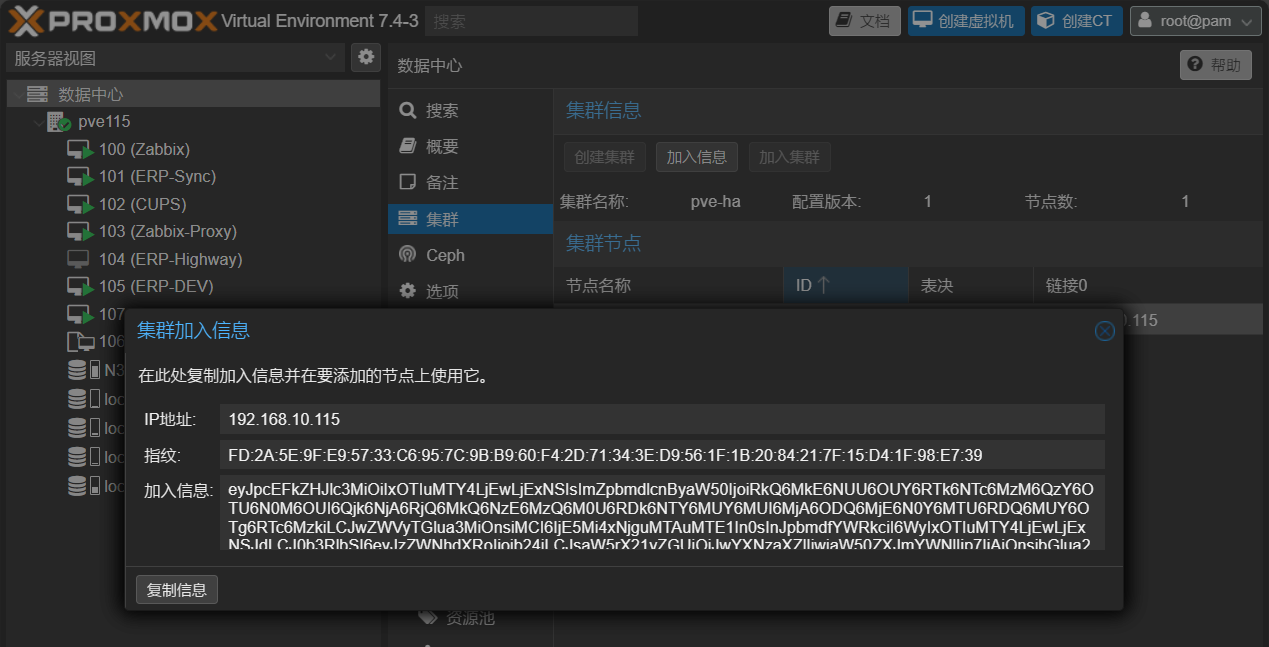 PROXMOX Virtual Environment 7.4-3 搜索 文档 创建虚拟机 创建CT root@pam
服务器视图
数据中心
pve115
100 (Zabbix)
101 (ERP-Sync)
102 (CUPS)
103 (Zabbix-Proxy)
104 (ERP-Highway)
105 (ERP-DEV)
107
106
N3
loc
loc
loc
loc
数据中心 帮助
搜索
概要
备注
集群
Ceph
选项
资源池
集群信息
创建集群 加入信息 加入集群
集群名称: pve-ha 配置版本: 1 节点数: 1
集群节点
节点名称 ID 表决 链接0
.115
集群加入信息
在此处复制加入信息并在要添加的节点上使用它。
IP地址: 192.168.10.115
指纹: FD:2A:5E:9F:E9:57:33:C6:95:7C:9B:B9:60:F4:2D:71:34:3E:D9:56:1F:1B:20:84:21:7F:15:D4:1F:98:E7:39
加入信息:
复制信息